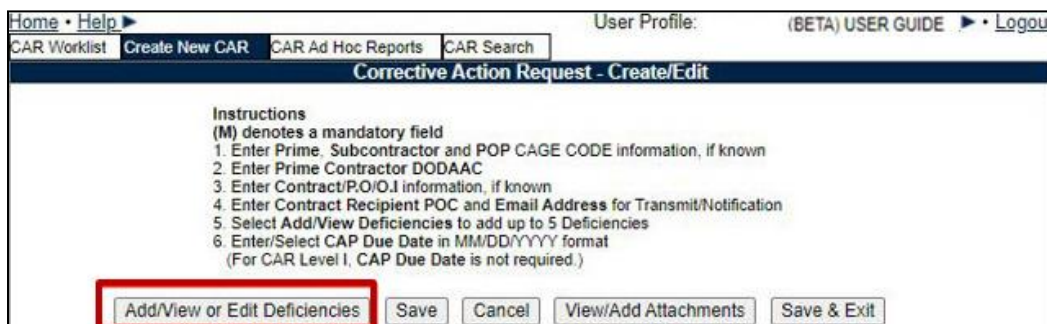 Home • Help ▶ User Profile: (BETA) USER GUIDE ▶ • Logou
CAR Worklist Create New CAR CAR Ad Hoc Reports CAR Search
Corrective Action Request - Create/Edit
Instructions
(M) denotes a mandatory field
1. Enter Prime, Subcontractor and POP CAGE CODE information, if known
2. Enter Prime Contractor DODAAC
3. Enter Contract/P.O/O.I information, if known
4. Enter Contract Recipient POC and Email Address for Transmit/Notification
5. Select Add/View Deficiencies to add up to 5 Deficiencies
6. Enter/Select CAP Due Date in MM/DD/YYYY format
(For CAR Level I, CAP Due Date is not required.)
Add/View or Edit Deficiencies Save Cancel View/Add Attachments Save & Exit